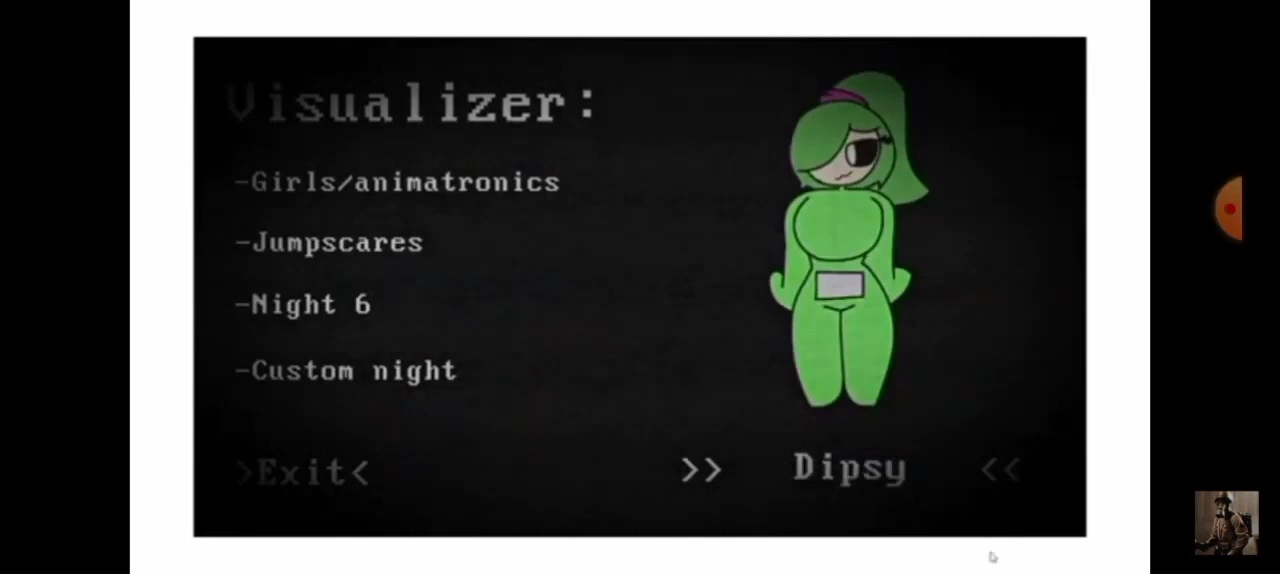 Visualizer:
-Girls/animatronics
-Jumpscares
-Night 6
-Custom night
>Exit<
>> Dipsy <<